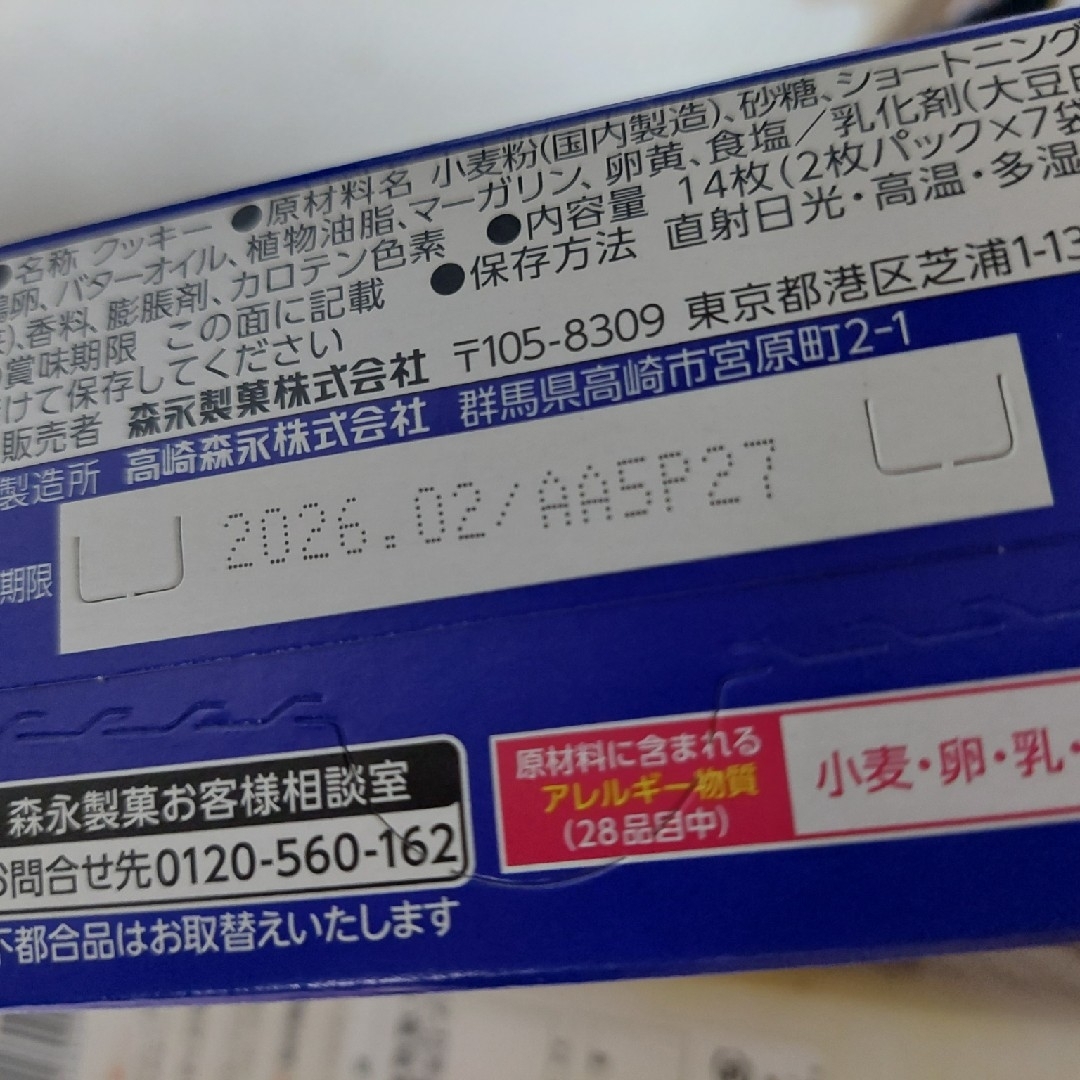 ●名称 クッキー ●原材料名 小麦粉(国内製造)、砂糖、ショートニング
鶏卵、バターオイル、植物油脂、マーガリン、卵黄、食塩／乳化剤(大豆
、香料、膨脹剤、カロテン色素 ●内容量 14枚(2枚パック×7袋
賞味期限 この面に記載 ●保存方法 直射日光・高温・多湿
けて保存してください
販売者 森永製菓株式会社 〒105-8309 東京都港区芝浦1-13
製造所 高崎森永株式会社 群馬県高崎市宮原町2-1
期限 2026.02/AA5P27
森永製菓お客様相談室
お問合せ先0120-560-162
不都合品はお取替えいたします
原材料に含まれる
アレルギー物質
(28品目中)
小麦・卵・乳・